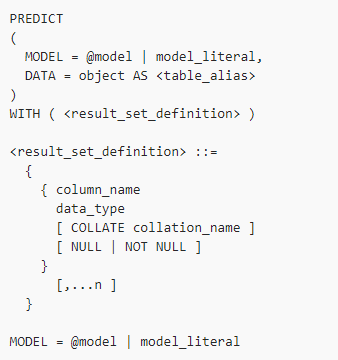 PREDICT
(
  MODEL = @model | model_literal,
  DATA = object AS <table_alias>
)
WITH ( <result_set_definition> )

<result_set_definition> ::=
  {
    { column_name
      data_type
      [ COLLATE collation_name ]
      [ NULL | NOT NULL ]
    }
      [,...n ]
  }

MODEL = @model | model_literal